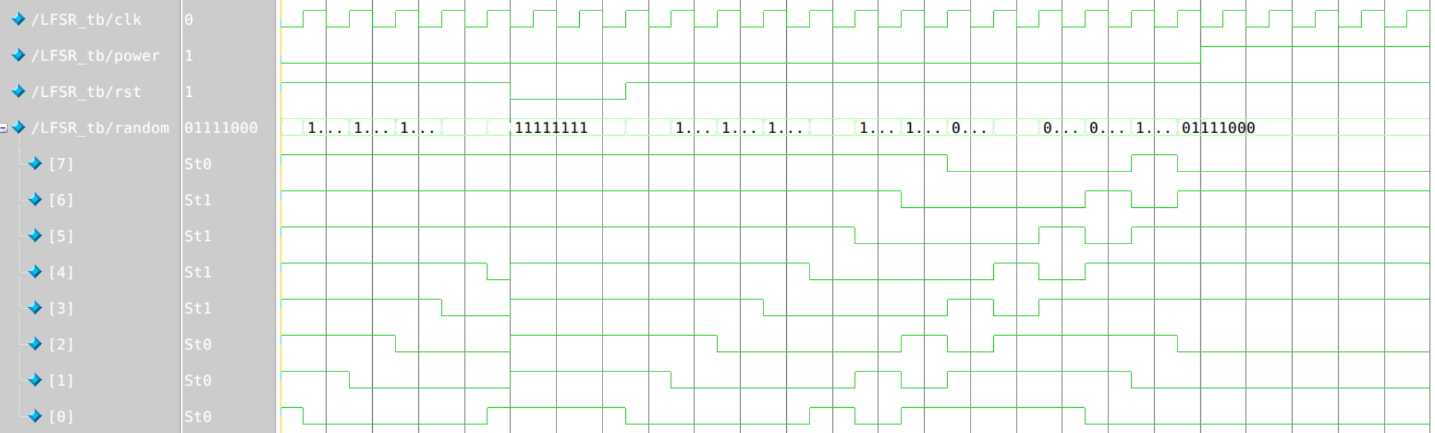 /LFSR_tb/clk 0
/LFSR_tb/power 1
/LFSR_tb/rst 1
/LFSR_tb/random 01111000 1... 1... 1... 11111111 1... 1... 1... 1... 1... 0... 0... 0... 1... 01111000
[7] St0
[6] St1
[5] St1
[4] St1
[3] St1
[2] St0
[1] St0
[0] St0